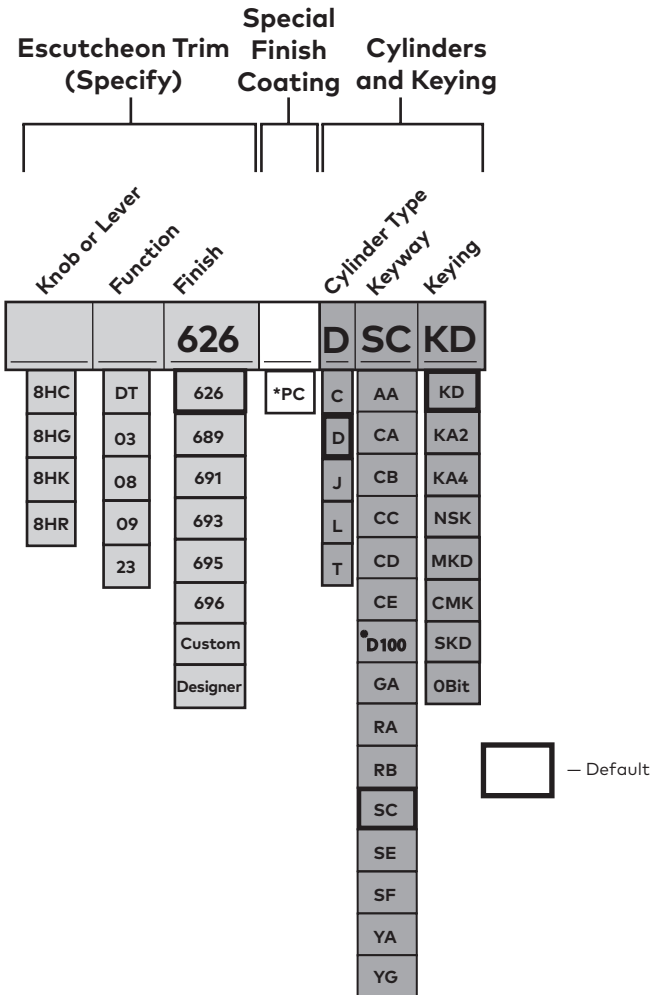 Escutcheon Trim
(Specify)
Special
Finish
Coating
Cylinders
and Keying
Knob or Lever
Function
Finish
Cylinder Type
Keyway
Keying
626 D SC KD
8HC DT 626 *PC C AA KD
8HG 03 689 D CA KA2
8HK 08 691 J CB KA4
8HR 09 693 L CC NSK
23 695 T CD MKD
696 CE CMK
Custom •D100 SKD
Designer GA 0Bit
RA
RB
— Default
SC
SE
SF
YA
YG